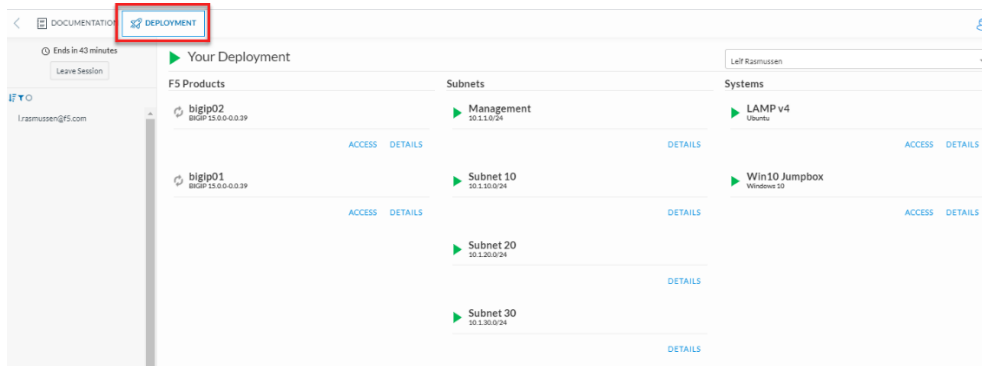 DOCUMENTATION
DEPLOYMENT
Ends in 43 minutes
Leave Session
l.rasmussen@f5.com
Your Deployment
Leif Rasmussen
F5 Products
Subnets
Systems
bigip02
BIGIP 15.0.0-0.0.39
ACCESS DETAILS
Management
10.1.1.0/24
DETAILS
LAMP v4
Ubuntu
ACCESS DETAILS
bigip01
BIGIP 15.0.0-0.0.39
ACCESS DETAILS
Subnet 10
10.1.10.0/24
DETAILS
Win10 Jumpbox
Windows 10
ACCESS DETAILS
Subnet 20
10.1.20.0/24
DETAILS
Subnet 30
10.1.30.0/24
DETAILS